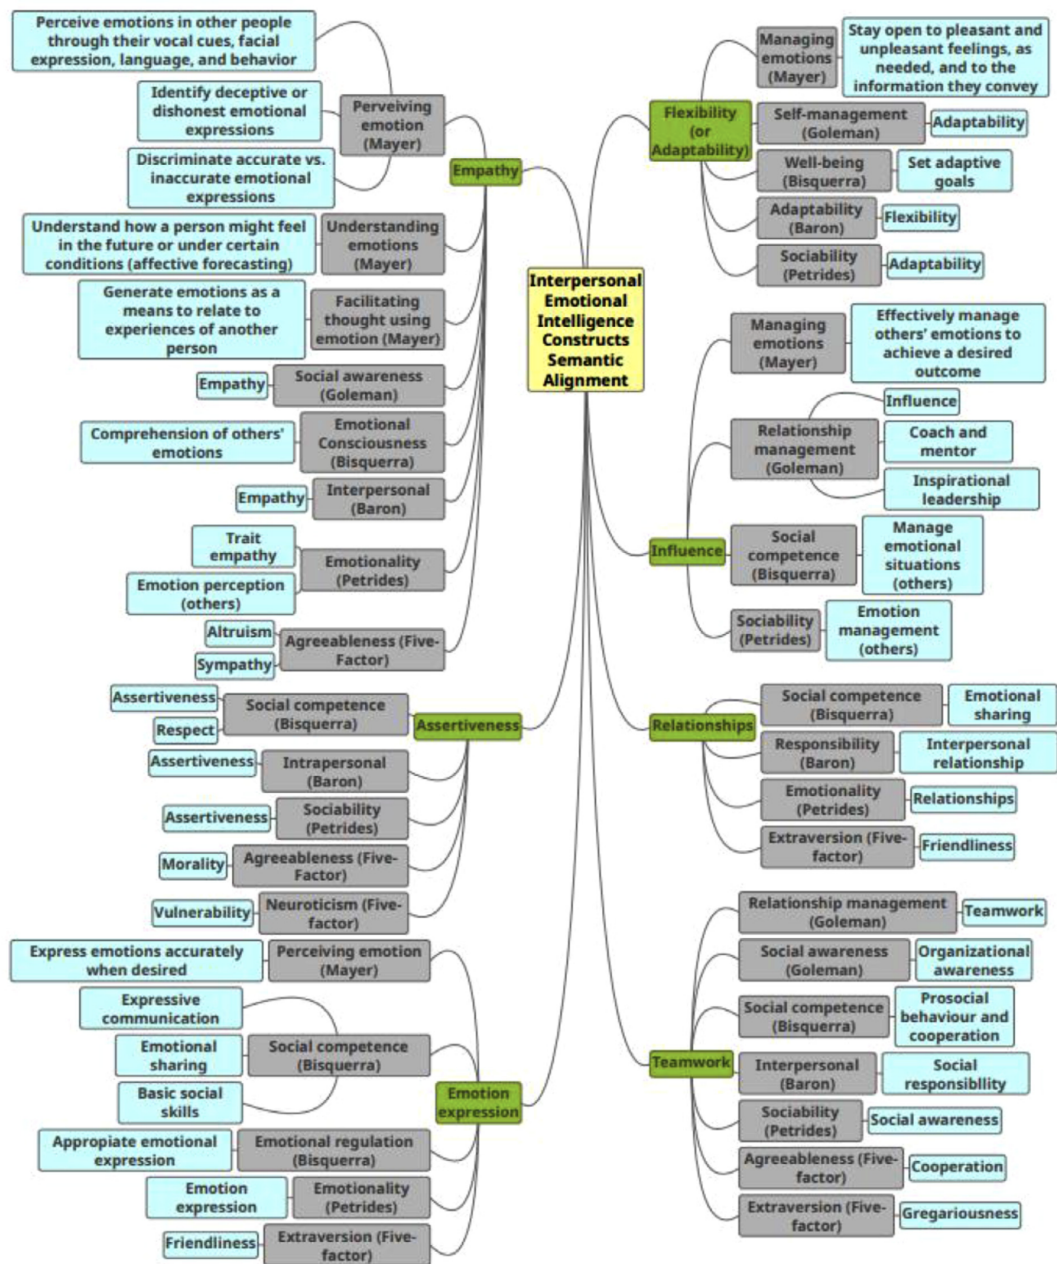 Perceive emotions in other people
through their vocal cues, facial
expression, language, and behavior
Identify deceptive or
dishonest emotional
expressions
Discriminate accurate vs.
inaccurate emotional
expressions
Perveiving
emotion
(Mayer)
Empathy
Understand how a person might feel
in the future or under certain
conditions (affective forecasting)
Understanding
emotions
(Mayer)
Generate emotions as a
means to relate to
experiences of another
person
Facilitating
thought using
emotion (Mayer)
Empathy
Social awareness
(Goleman)
Comprehension of others'
emotions
Emotional
Consciousness
(Bisquerra)
Empathy
Interpersonal
(Baron)
Trait
empathy
Emotion perception
(others)
Emotionality
(Petrides)
Altruism
Sympathy
Agreeableness (Five-
Factor)
Assertiveness
Respect
Social competence
(Bisquerra)
Assertiveness
Assertiveness
Intrapersonal
(Baron)
Assertiveness
Sociability
(Petrides)
Morality
Agreeableness (Five-
Factor)
Vulnerability
Neuroticism (Five-
factor)
Express emotions accurately
when desired
Perceiving emotion
(Mayer)
Expressive
communication
Emotional
sharing
Basic social
skills
Social competence
(Bisquerra)
Emotion
expression
Appropiate emotional
expression
Emotional regulation
(Bisquerra)
Emotion
expression
Emotionality
(Petrides)
Friendliness
Extraversion (Five-
factor)
Interpersonal
Emotional
Intelligence
Constructs
Semantic
Alignment
Flexibility
(or
Adaptability)
Managing
emotions
(Mayer)
Stay open to pleasant and
unpleasant feelings, as
needed, and to the
information they convey
Self-management
(Goleman)
Adaptability
Well-being
(Bisquerra)
Set adaptive
goals
Adaptability
(Baron)
Flexibility
Sociability
(Petrides)
Adaptability
Influence
Managing
emotions
(Mayer)
Effectively manage
others' emotions to
achieve a desired
outcome
Relationship
management
(Goleman)
Influence
Coach and
mentor
Inspirational
leadership
Social
competence
(Bisquerra)
Manage
emotional
situations
(others)
Sociability
(Petrides)
Emotion
management
(others)
Relationships
Social competence
(Bisquerra)
Emotional
sharing
Responsibility
(Baron)
Interpersonal
relationship
Emotionality
(Petrides)
Relationships
Extraversion (Five-
factor)
Friendliness
Teamwork
Relationship management
(Goleman)
Teamwork
Social awareness
(Goleman)
Organizational
awareness
Social competence
(Bisquerra)
Prosocial
behaviour and
cooperation
Interpersonal
(Baron)
Social
responsibility
Sociability
(Petrides)
Social awareness
Agreeableness (Five-
factor)
Cooperation
Extraversion (Five-
factor)
Gregariousness